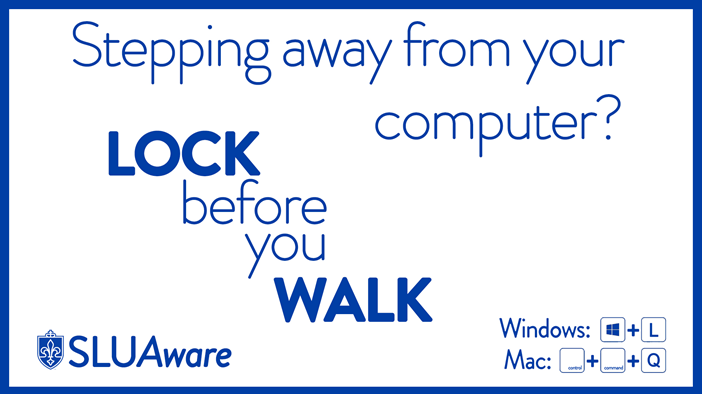 Stepping away from your
computer?
LOCK
before
you
WALK
Windows: + L
Mac: control + command + Q
SLUAware